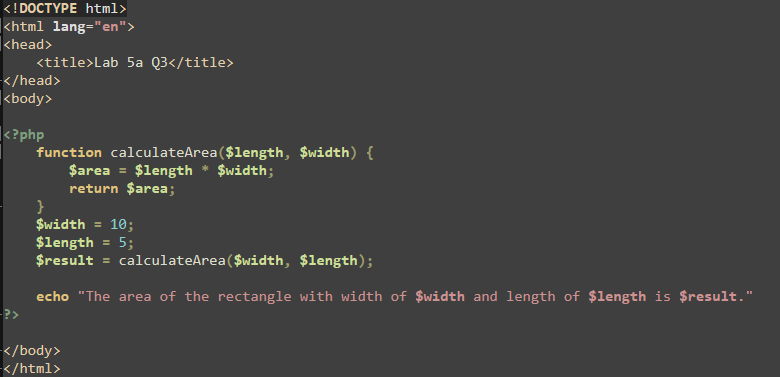 <!DOCTYPE html>
<html lang="en">
<head>
    <title>Lab 5a Q3</title>
</head>
<body>

<?php
    function calculateArea($length, $width) {
        $area = $length * $width;
        return $area;
    }
    $width = 10;
    $length = 5;
    $result = calculateArea($width, $length);

    echo "The area of the rectangle with width of $width and length of $length is $result."
?>

</body>
</html>